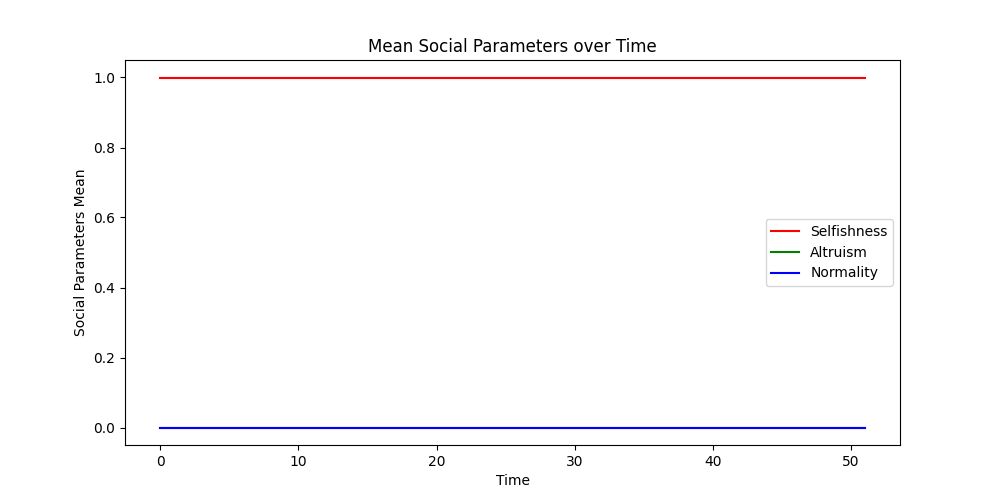 Mean Social Parameters over Time
Social Parameters Mean
1.0
0.8
0.6
0.4
0.2
0.0
Selfishness
Altruism
Normality
0 10 20 30 40 50
Time